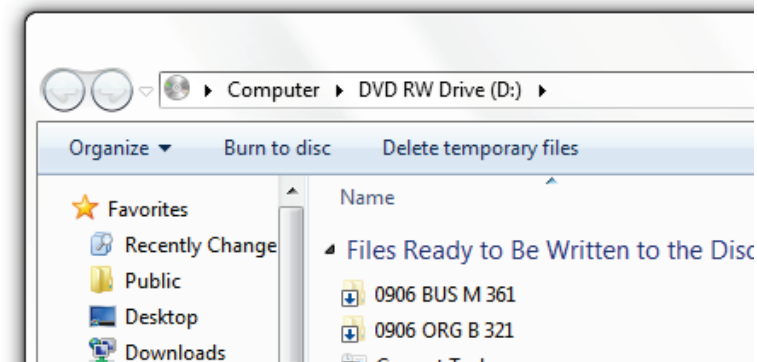 Computer DVD RW Drive (D:)
Organize Burn to disc Delete temporary files
Name
Favorites
Recently Change
Public
Desktop
Downloads
Files Ready to Be Written to the Disc
0906 BUS M 361
0906 ORG B 321